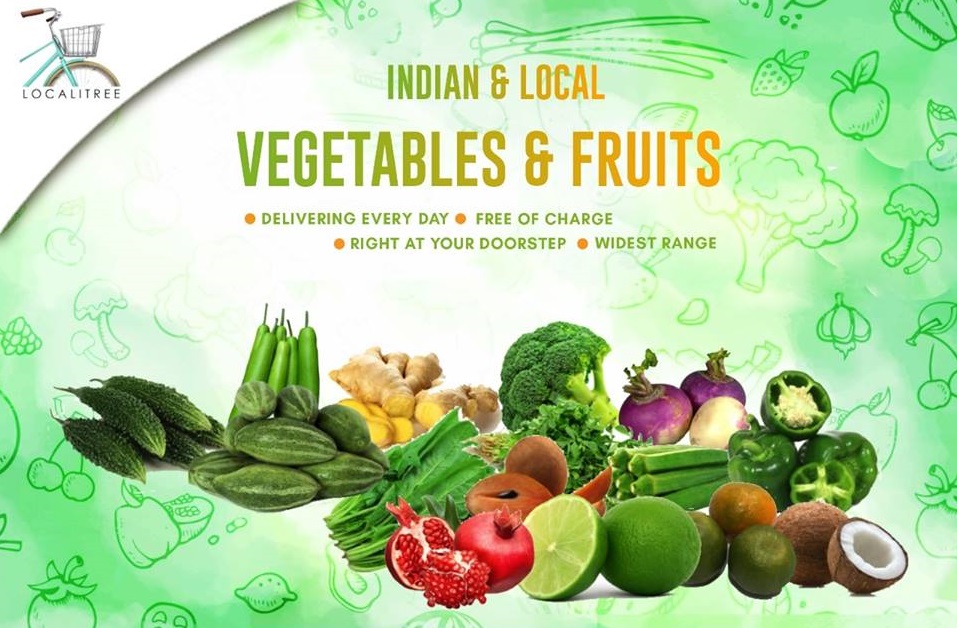 LOCALITREE
INDIAN & LOCAL
VEGETABLES & FRUITS
DELIVERING EVERY DAY FREE OF CHARGE
RIGHT AT YOUR DOORSTEP WIDEST RANGE